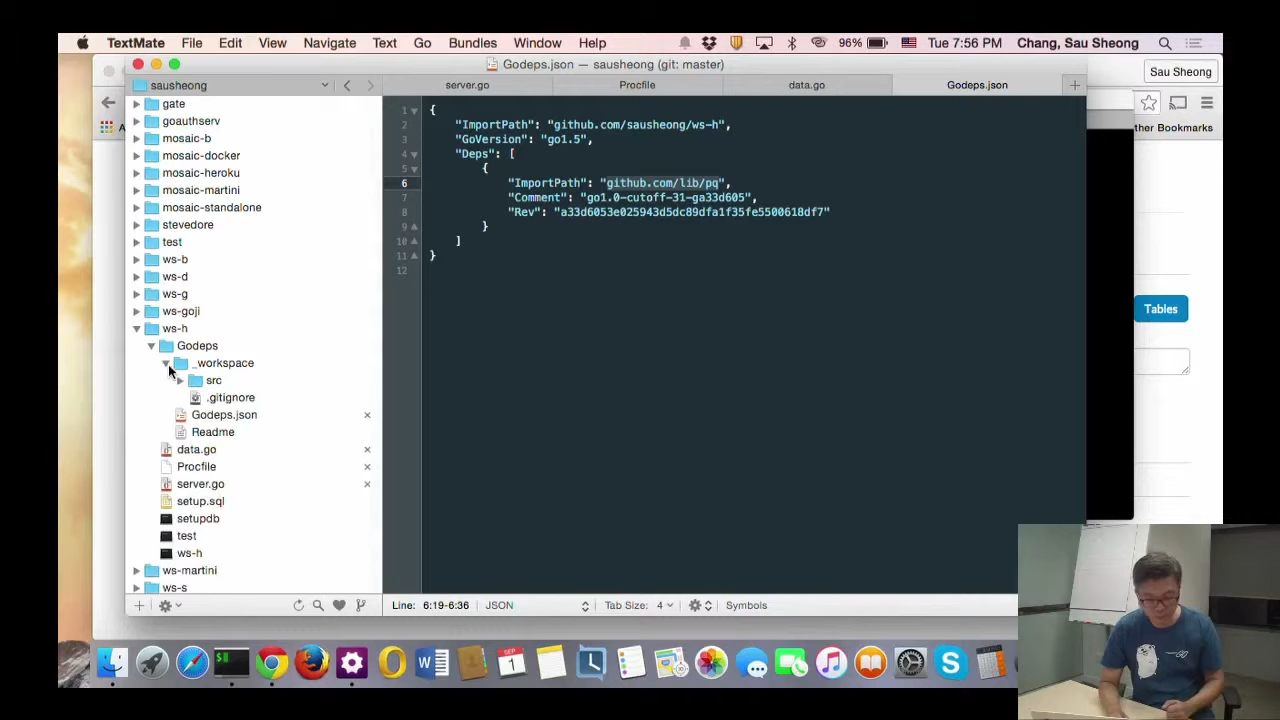 TextMate File Edit View Navigate Text Go Bundles Window Help 96% Tue 7:56 PM Chang, Sau Sheong
Godeps.json — sausheong (git: master)
Sau Sheong
sausheong
server.go
Procfile
data.go
Godeps.json
ther Bookmarks
gate
goauthserv
mosaic-b
mosaic-docker
mosaic-heroku
mosaic-martini
mosaic-standalone
stevedore
test
ws-b
ws-d
ws-g
ws-goji
ws-h
Godeps
_workspace
src
.gitignore
Godeps.json
Readme
data.go
Procfile
server.go
setup.sql
setupdb
test
ws-h
ws-martini
ws-s
1 {
2 "ImportPath": "github.com/sausheong/ws-h",
3 "GoVersion": "go1.5",
4 "Deps": [
5 {
6 "ImportPath": "github.com/lib/pq",
7 "Comment": "go1.0-cutoff-31-ga33d605",
8 "Rev": "a33d6053e025943d5dc89dfa1f35fe5500618df7"
9 }
10 ]
11 }
12
Tables
Line: 6:19-6:36 JSON Tab Size: 4 Symbols
SEP
1